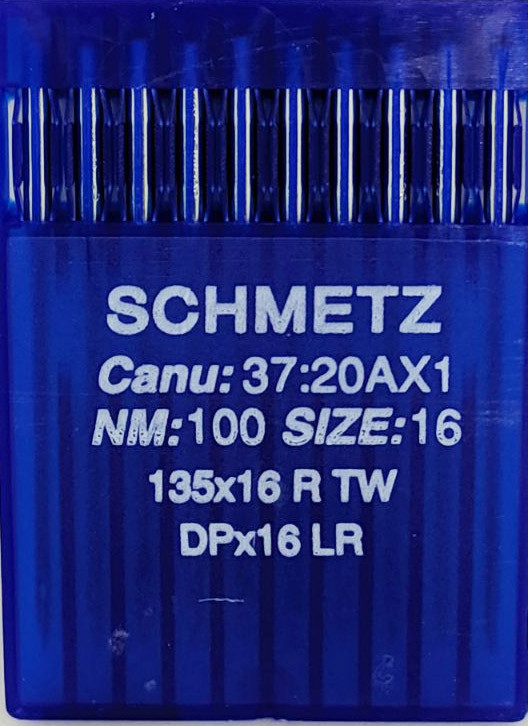 SCHMETZ
Canu: 37:20AX1
NM:100 SIZE:16
135x16 R TW
DPx16 LR